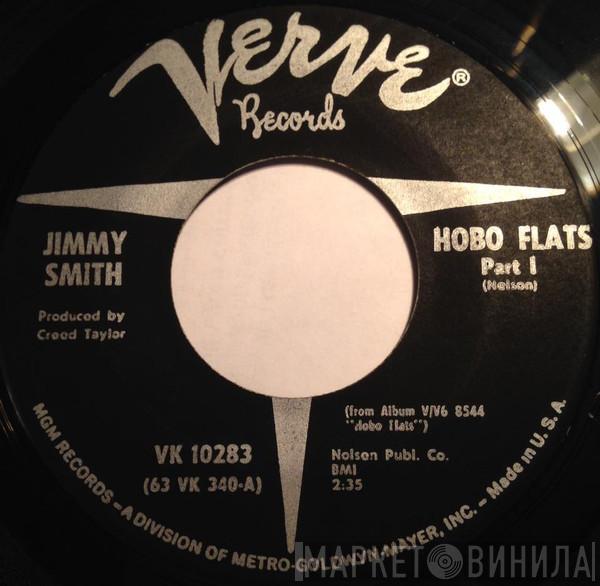 Verve®
Records
JIMMY
SMITH
Produced by
Creed Taylor
HOBO FLATS
Part 1
(Nelson)
(from Album V/V6 8544
"Hobo Flats")
VK 10283
(63 VK 340-A)
Nelson Publ. Co.
BMI
2:35
MGM RECORDS – A DIVISION OF METRO-GOLDWYN-MAYER, INC. – Made in U. S. A.
МАРКЕТ ВИНИЛА